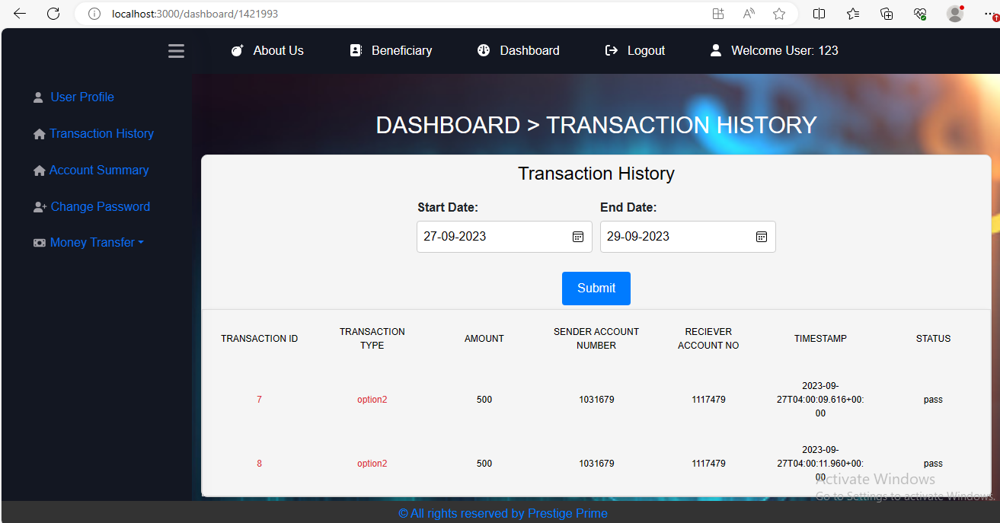 localhost:3000/dashboard/1421993
About Us
Beneficiary
Dashboard
Logout
Welcome User: 123
User Profile
Transaction History
Account Summary
Change Password
Money Transfer
DASHBOARD > TRANSACTION HISTORY
Transaction History
Start Date:
End Date:
27-09-2023
29-09-2023
Submit
TRANSACTION ID
TRANSACTION
TYPE
AMOUNT
SENDER ACCOUNT
NUMBER
RECIEVER
ACCOUNT NO
TIMESTAMP
STATUS
7
option2
500
1031679
1117479
2023-09-
27T04:00:09.616+00:
00
pass
8
option2
500
1031679
1117479
2023-09-
27T04:00:11.960+00:
00
pass
Activate Windows
Go to Settings to activate Windows.
© All rights reserved by Prestige Prime